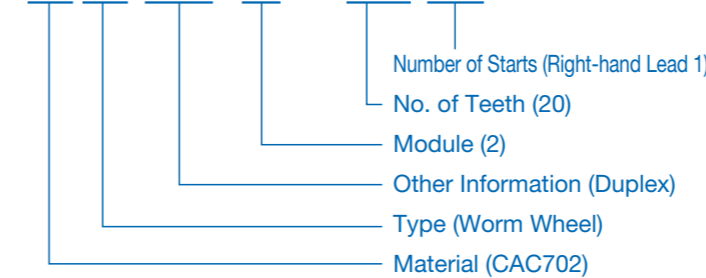 Number of Starts (Right-hand Lead 1)
No. of Teeth (20)
Module (2)
Other Information (Duplex)
Type (Worm Wheel)
Material (CAC702)